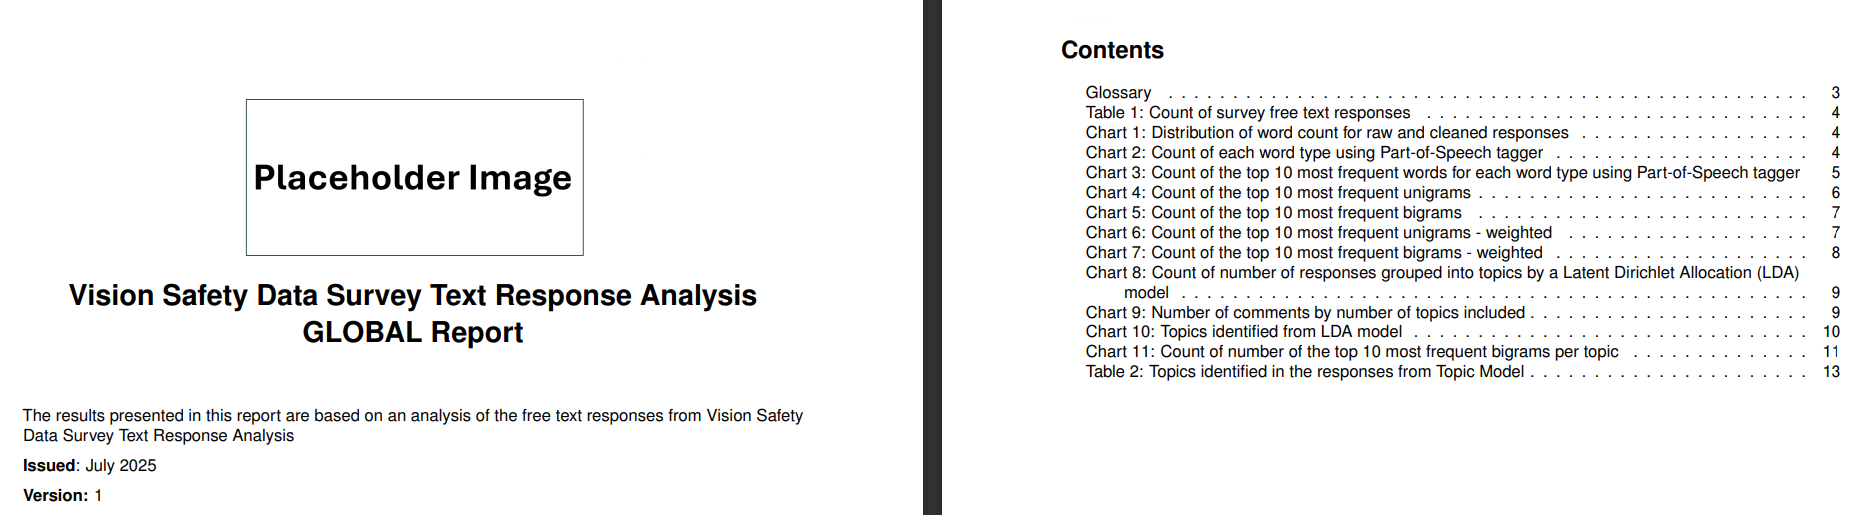 Placeholder Image
Vision Safety Data Survey Text Response Analysis
GLOBAL Report
The results presented in this report are based on an analysis of the free text responses from Vision Safety
Data Survey Text Response Analysis
Issued: July 2025
Version: 1
Contents
Glossary . . . . . . . . . . . . . . . . . . . . . . . . . . . . . . . . . . . . . . . . . . . . . . . . . . 3
Table 1: Count of survey free text responses . . . . . . . . . . . . . . . . . . . . . . . . . . . . . . 4
Chart 1: Distribution of word count for raw and cleaned responses . . . . . . . . . . . . . . . . . . 4
Chart 2: Count of each word type using Part-of-Speech tagger . . . . . . . . . . . . . . . . . . . . 4
Chart 3: Count of the top 10 most frequent words for each word type using Part-of-Speech tagger 5
Chart 4: Count of the top 10 most frequent unigrams . . . . . . . . . . . . . . . . . . . . . . . . . . 6
Chart 5: Count of the top 10 most frequent bigrams . . . . . . . . . . . . . . . . . . . . . . . . . . 7
Chart 6: Count of the top 10 most frequent unigrams - weighted . . . . . . . . . . . . . . . . . . . 7
Chart 7: Count of the top 10 most frequent bigrams - weighted . . . . . . . . . . . . . . . . . . . . 8
Chart 8: Count of number of responses grouped into topics by a Latent Dirichlet Allocation (LDA)
model . . . . . . . . . . . . . . . . . . . . . . . . . . . . . . . . . . . . . . . . . . . . . . . . . 9
Chart 9: Number of comments by number of topics included . . . . . . . . . . . . . . . . . . . . . . 9
Chart 10: Topics identified from LDA model . . . . . . . . . . . . . . . . . . . . . . . . . . . . . . . 10
Chart 11: Count of number of the top 10 most frequent bigrams per topic . . . . . . . . . . . . . . 11
Table 2: Topics identified in the responses from Topic Model . . . . . . . . . . . . . . . . . . . . . . 13